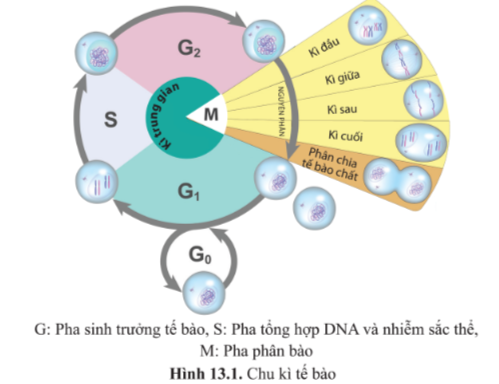 G₂
Kì đầu
Kì giữa
Kì sau
Kì cuối
Phân chia
tế bào chất
NGUYÊN PHÂN
Kì trung gian
M
S
G₁
G₀
G: Pha sinh trưởng tế bào, S: Pha tổng hợp DNA và nhiễm sắc thể,
M: Pha phân bào
Hình 13.1. Chu kì tế bào